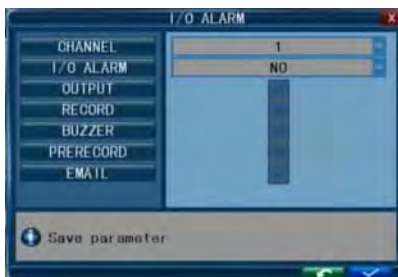 I/O ALARM
CHANNEL 1
I/O ALARM NO
OUTPUT
RECORD
BUZZER
PRERECORD
EMAIL
Save parameter